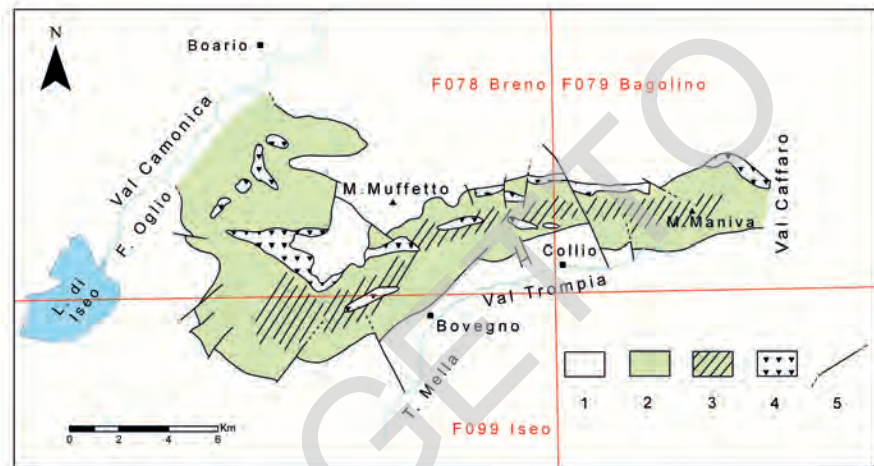 N
Boario
F078 Breno
F079 Bagolino
Val Camonica
F. Oglio
M. Muffetto
Val Caffaro
M. Maniva
Collio
L. di
Iseo
Val Trompia
Bovegno
T. Mella
1 2 3 4 5
0 2 4 6 Km
F099 Iseo
GETTO